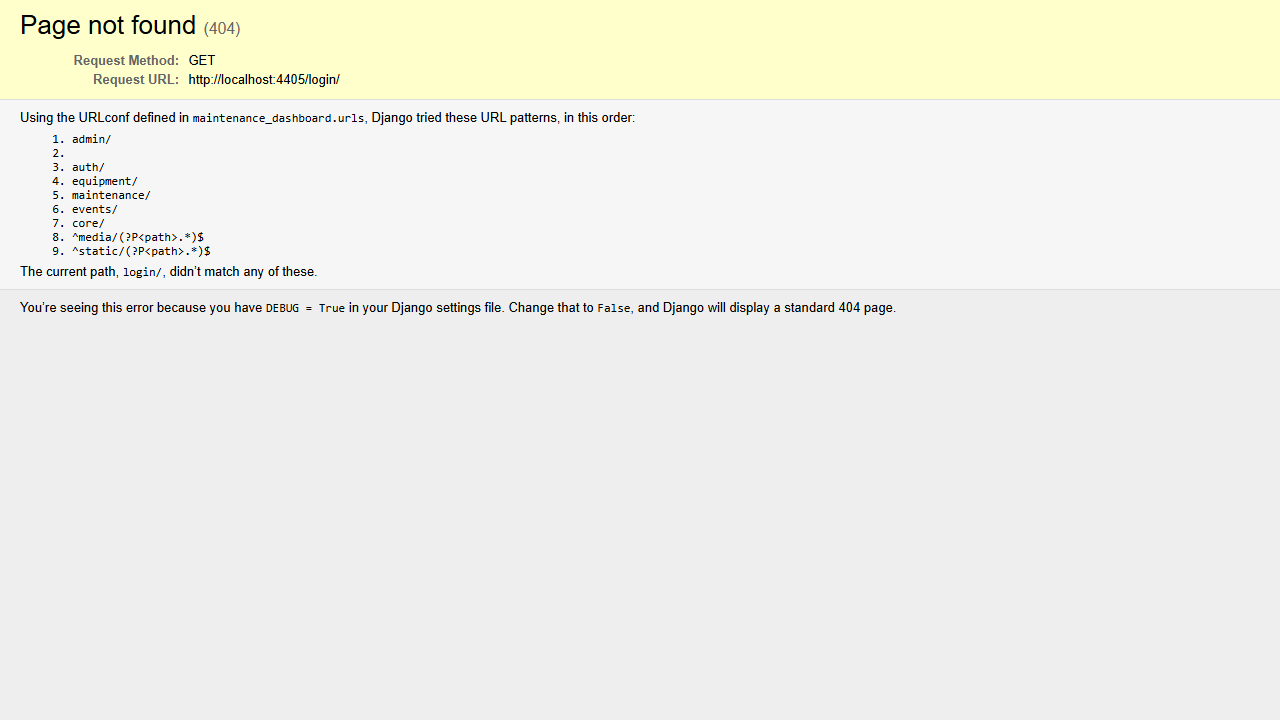 Page not found (404)
Request Method: GET
Request URL: http://localhost:4405/login/
Using the URLconf defined in maintenance_dashboard.urls, Django tried these URL patterns, in this order:
1. admin/
2.
3. auth/
4. equipment/
5. maintenance/
6. events/
7. core/
8. ^media/(?P<path>.*)$
9. ^static/(?P<path>.*)$
The current path, login/, didn’t match any of these.
You’re seeing this error because you have DEBUG = True in your Django settings file. Change that to False, and Django will display a standard 404 page.